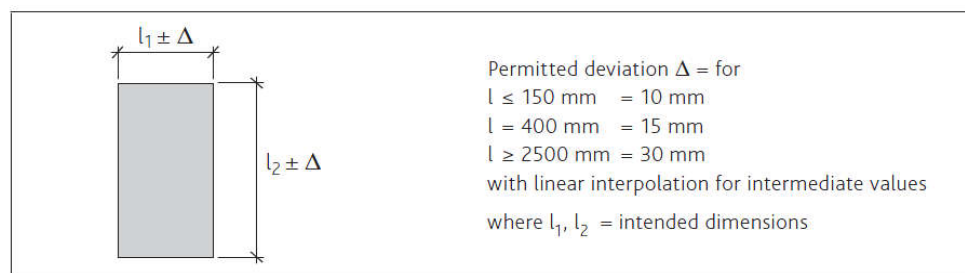 l₁ ± Δ
l₂ ± Δ
Permitted deviation Δ = for
l ≤ 150 mm = 10 mm
l = 400 mm = 15 mm
l ≥ 2500 mm = 30 mm
with linear interpolation for intermediate values
where l₁, l₂ = intended dimensions